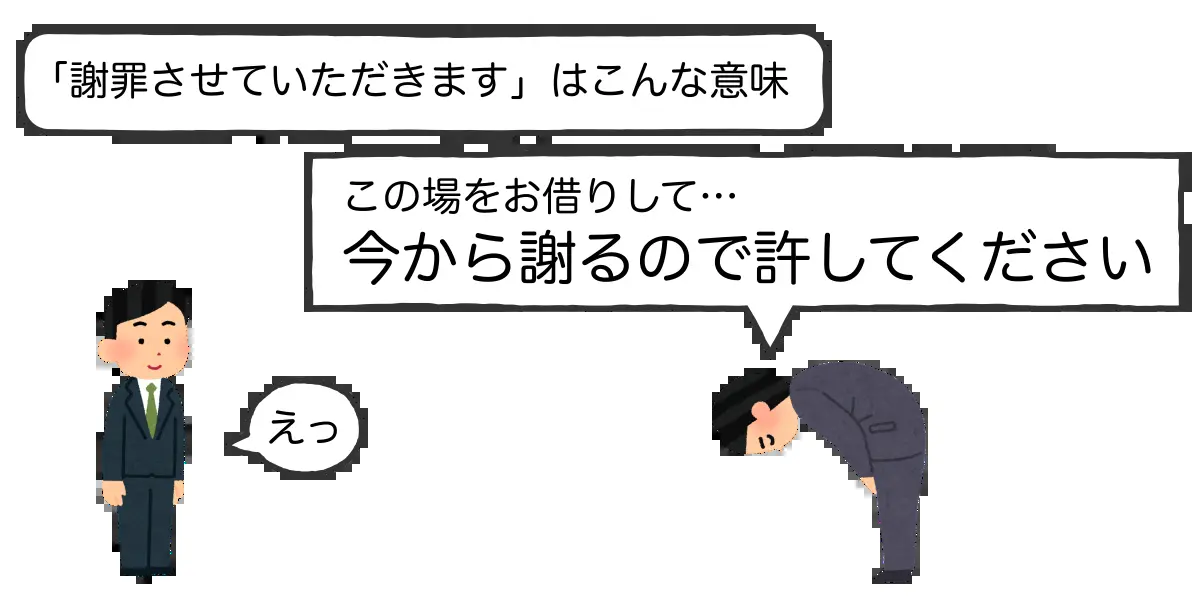 「謝罪させていただきます」はこんな意味
この場をお借りして…
今から謝るので許してください
えっ